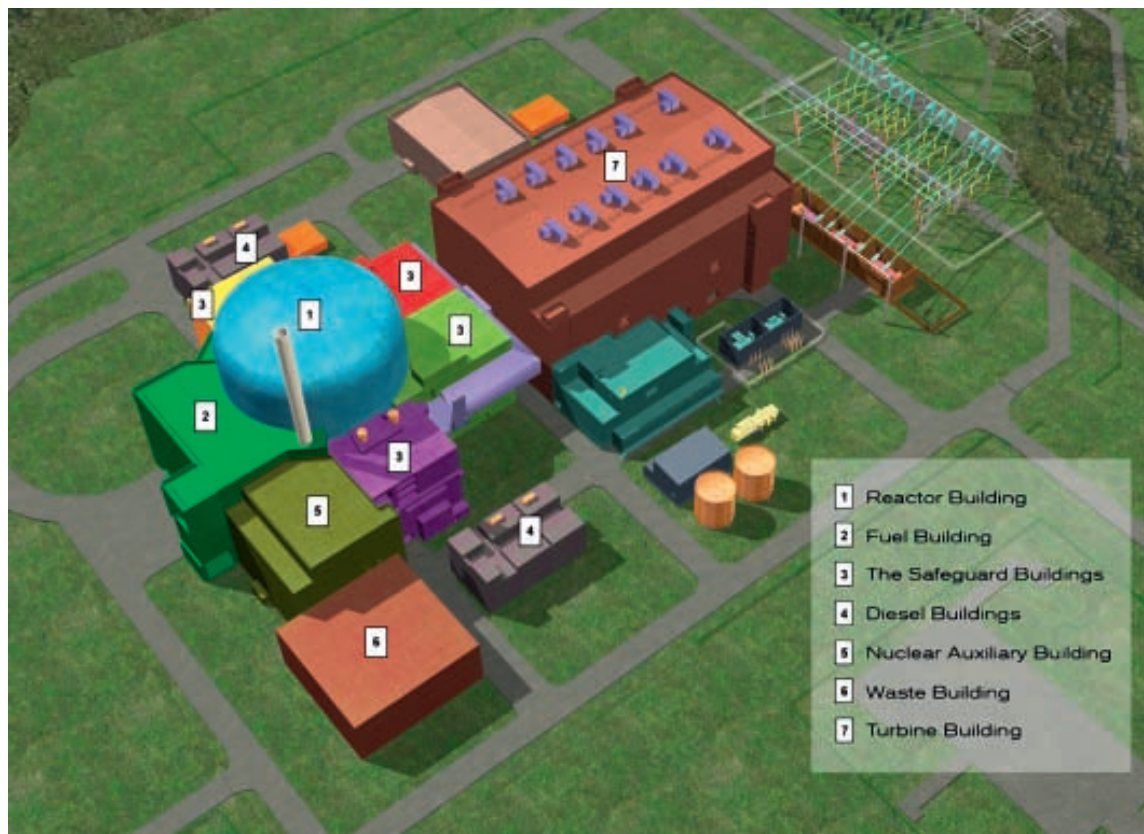 7
4
3
3
1
3
2
3
5
4
6
1 Reactor Building
2 Fuel Building
3 The Safeguard Buildings
4 Diesel Buildings
5 Nuclear Auxiliary Building
6 Waste Building
7 Turbine Building